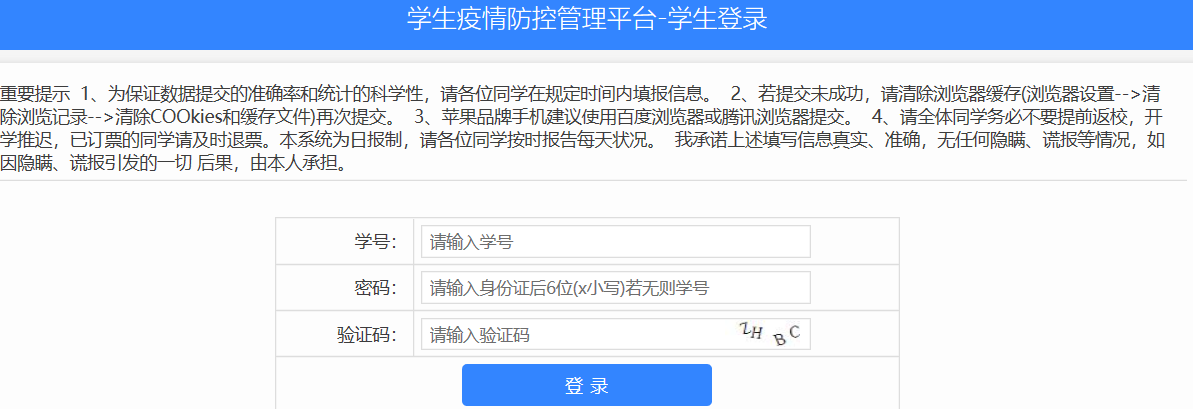 学生疫情防控管理平台-学生登录
重要提示 1、为保证数据提交的准确率和统计的科学性，请各位同学在规定时间内填报信息。 2、若提交未成功，请清除浏览器缓存(浏览器设置-->清
除浏览记录-->清除COOkies和缓存文件)再次提交。 3、苹果品牌手机建议使用百度浏览器或腾讯浏览器提交。 4、请全体同学务必不要提前返校，开
学推迟，已订票的同学请及时退票。本系统为日报制，请各位同学按时报告每天状况。 我承诺上述填写信息真实、准确，无任何隐瞒、谎报等情况，如
因隐瞒、谎报引发的一切 后果，由本人承担。
学号： 请输入学号
密码： 请输入身份证后6位(x小写)若无则学号
验证码： 请输入验证码 ZHBC
登 录